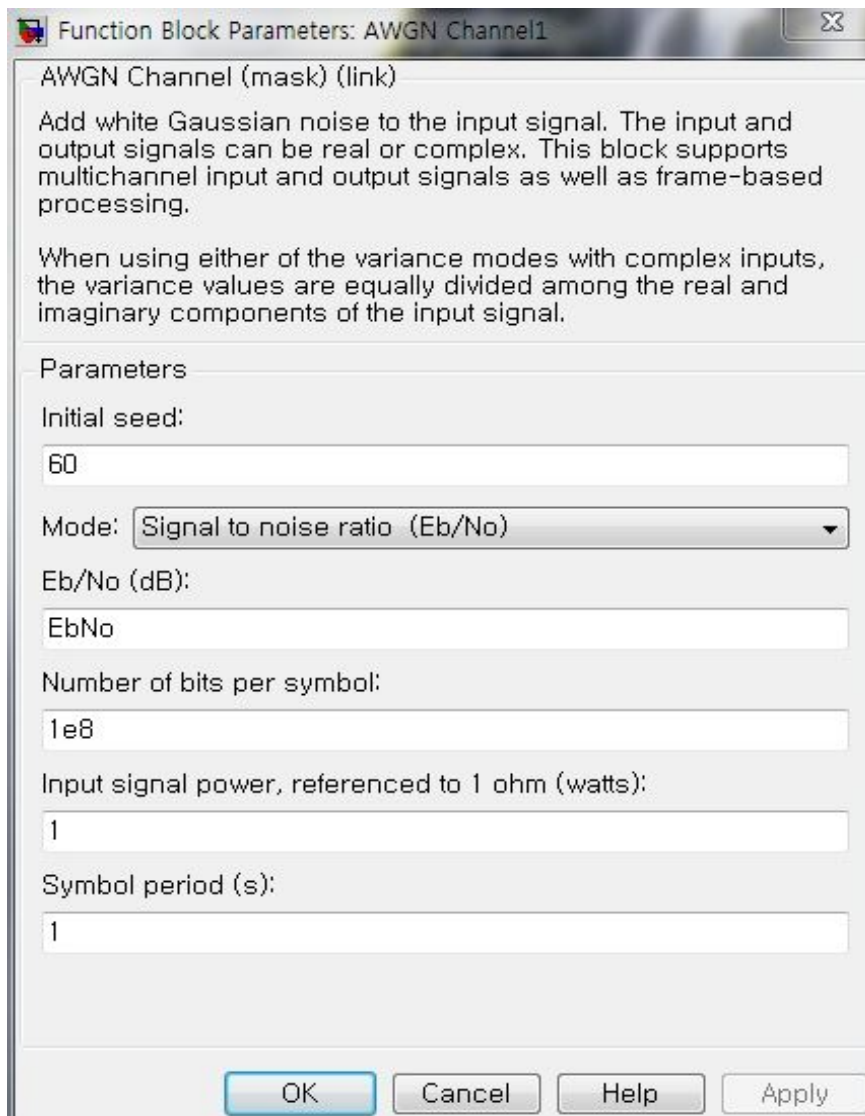 Function Block Parameters: AWGN Channel1
AWGN Channel (mask) (link)
Add white Gaussian noise to the input signal. The input and
output signals can be real or complex. This block supports
multichannel input and output signals as well as frame-based
processing.
When using either of the variance modes with complex inputs,
the variance values are equally divided among the real and
imaginary components of the input signal.
Parameters
Initial seed:
60
Mode: Signal to noise ratio (Eb/No)
Eb/No (dB):
EbNo
Number of bits per symbol:
1e8
Input signal power, referenced to 1 ohm (watts):
1
Symbol period (s):
1
OK Cancel Help Apply